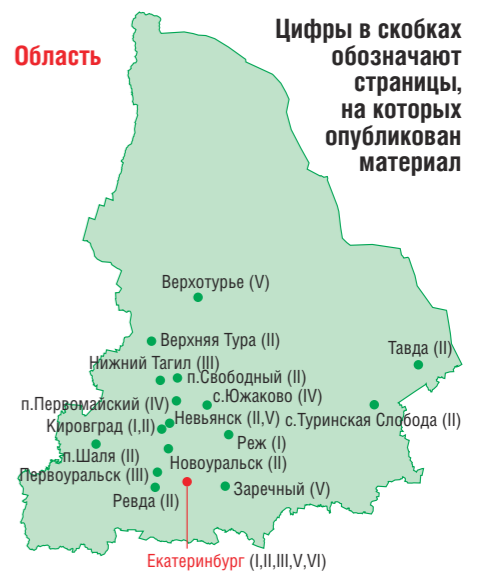 Область
Цифры в скобках
обозначают
страницы,
на которых
опубликован
материал
Верхотурье (V)
Верхняя Тура (II)
Тавда (II)
Нижний Тагил (III)
п.Свободный (II)
с.Южаково (IV)
п.Первомайский (IV)
Невьянск (II,V)
с.Туринская Слобода (II)
Кировград (I,II)
Реж (I)
п.Шаля (II)
Новоуральск (II)
Первоуральск (III)
Ревда (II)
Заречный (V)
Екатеринбург (I,II,III,V,VI)